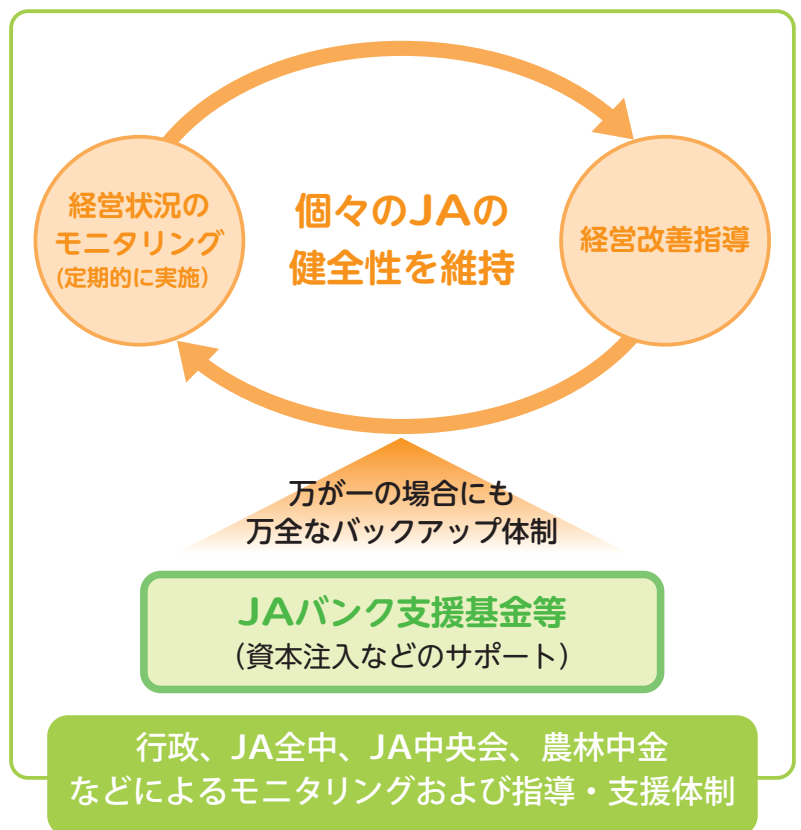 個々のJAの
健全性を維持
経営状況の
モニタリング
(定期的に実施)
経営改善指導
万が一の場合にも
万全なバックアップ体制
JAバンク支援基金等
（資本注入などのサポート）
行政、JA全中、JA中央会、農林中金
などによるモニタリングおよび指導・支援体制